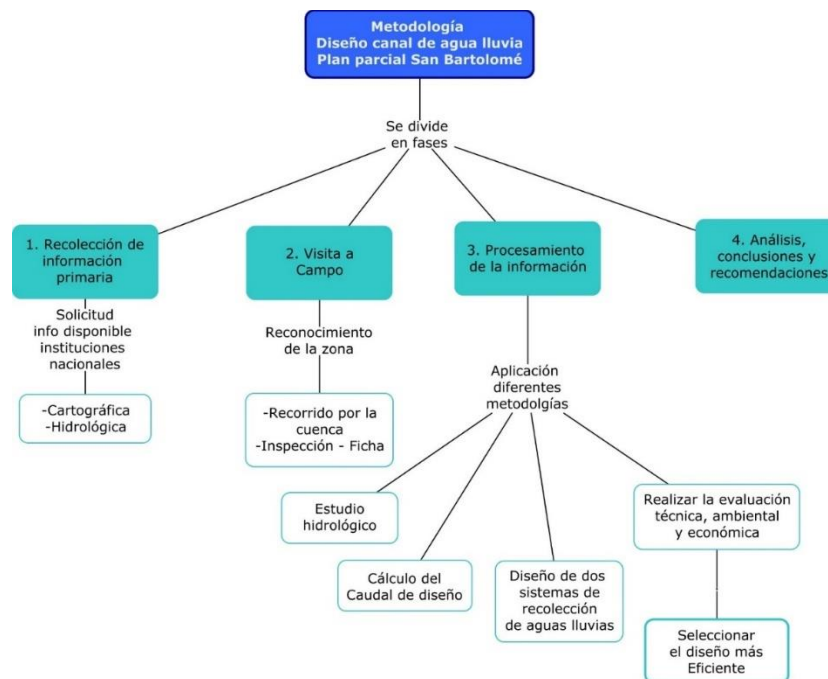 Metodología
Diseño canal de agua lluvia
Plan parcial San Bartolomé
Se divide
en fases
1. Recolección de
información
primaria
2. Visita a
Campo
3. Procesamiento
de la información
4. Análisis,
conclusiones y
recomendaciones
Solicitud
info disponible
instituciones
nacionales
Reconocimiento
de la zona
Aplicación
diferentes
metodolgías
-Cartográfica
-Hidrológica
-Recorrido por la
cuenca
-Inspección - Ficha
Estudio
hidrológico
Cálculo del
Caudal de diseño
Diseño de dos
sistemas de
recolección
de aguas lluvias
Realizar la evaluación
técnica, ambiental
y económica
Seleccionar
el diseño más
Eficiente